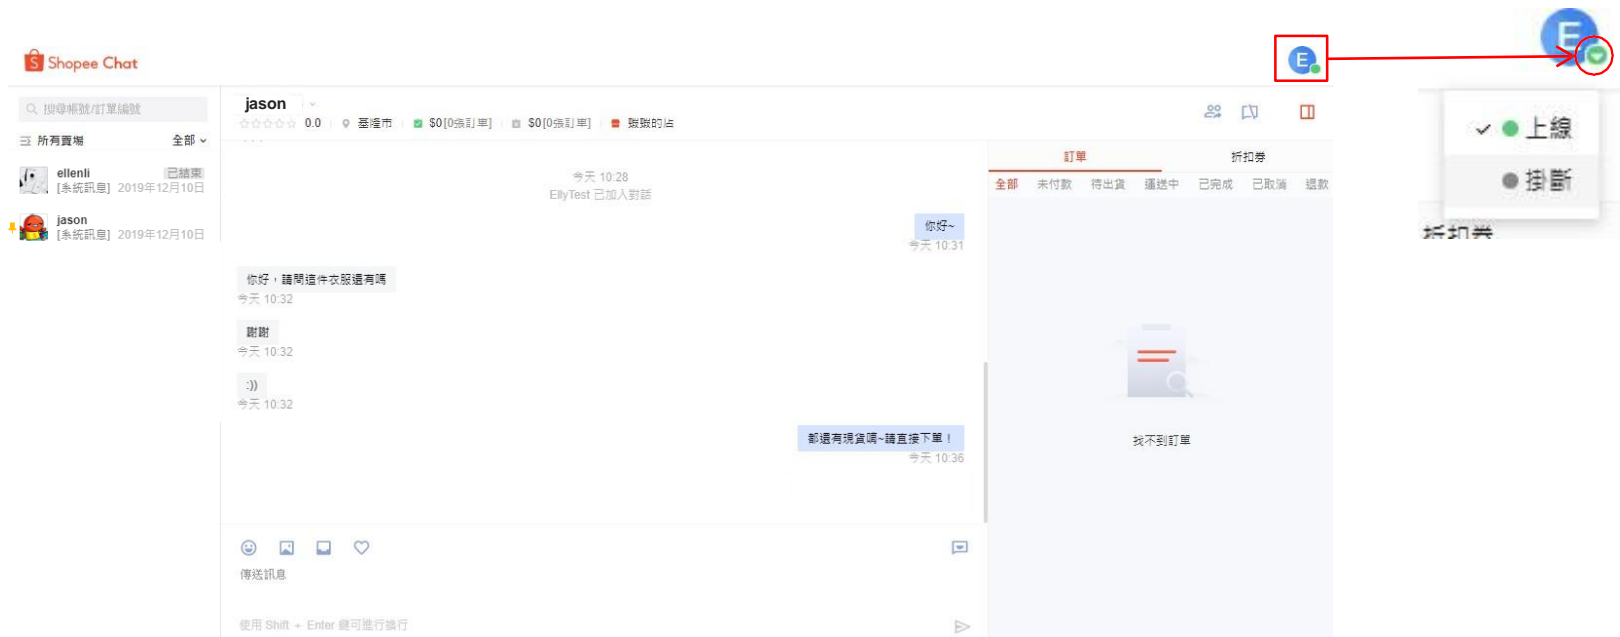 Shopee Chat
E
E
上線
掛斷
折扣券
搜尋帳號/訂單編號
所有賣場
全部
ellenli
已結束
[系統訊息] 2019年12月10日
jason
[系統訊息] 2019年12月10日
jason
0.0
基隆市
$0[0張訂單]
$0[0張訂單]
今天 10:28
EllyTest 已加入對話
你好~
今天 10:31
你好，請問這件衣服還有嗎
今天 10:32
謝謝
今天 10:32
:))
今天 10:32
都還有現貨唷~請直接下單！
今天 10:36
傳送訊息
使用 Shift + Enter 鍵可進行換行
訂單
折扣券
全部 未付款 待出貨 運送中 已完成 已取消 退款
找不到訂單